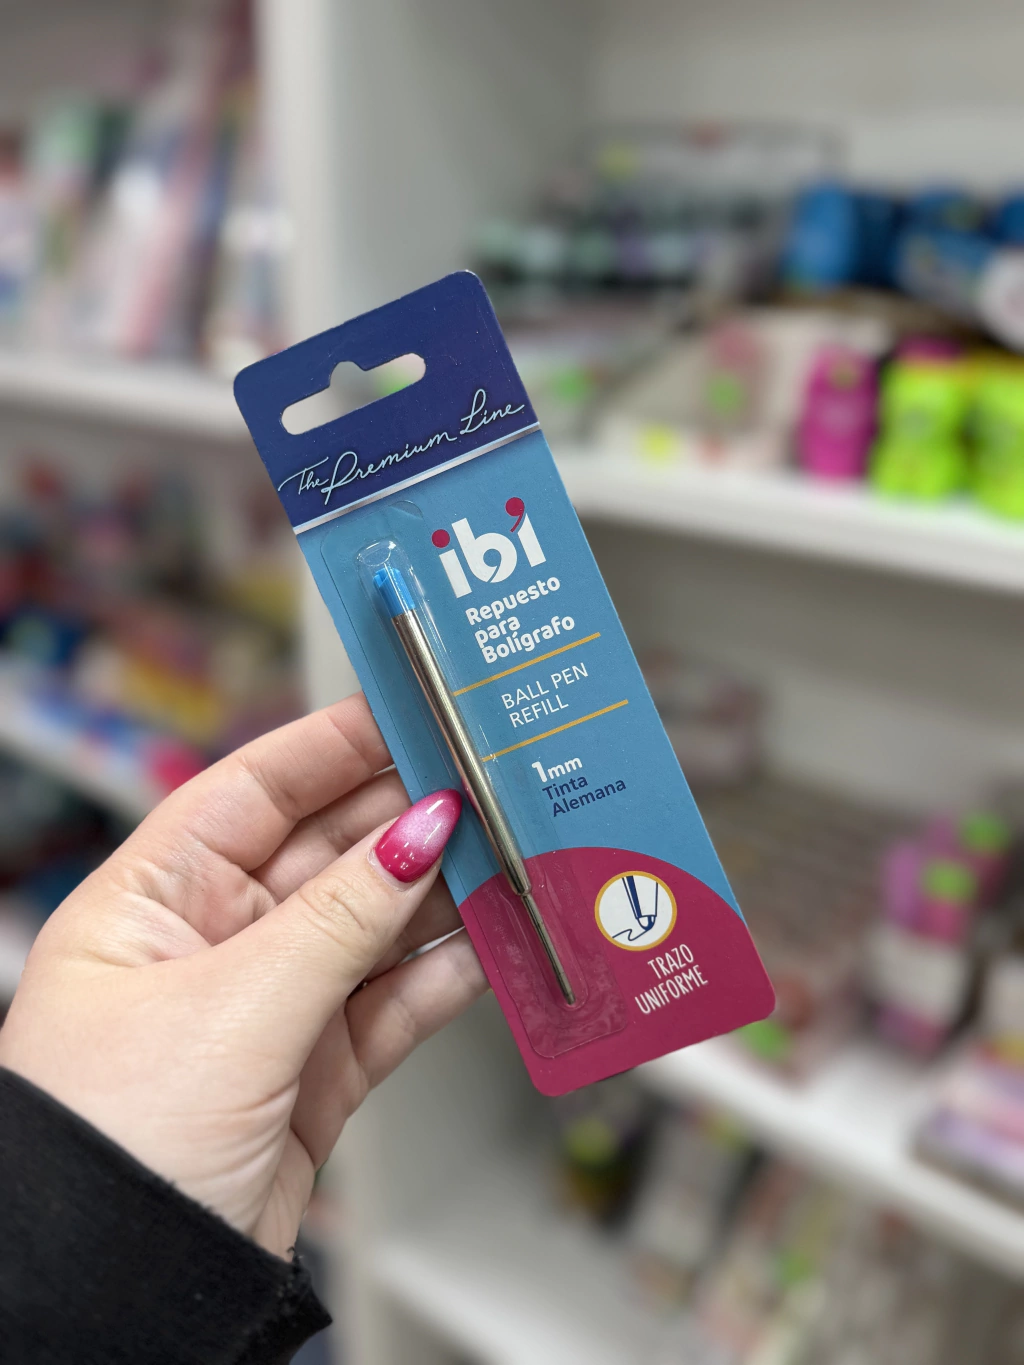 The Premium Line
ibi
Repuesto
para
Bolígrafo
BALL PEN
REFILL
1mm
Tinta
Alemana
TRAZO
UNIFORME